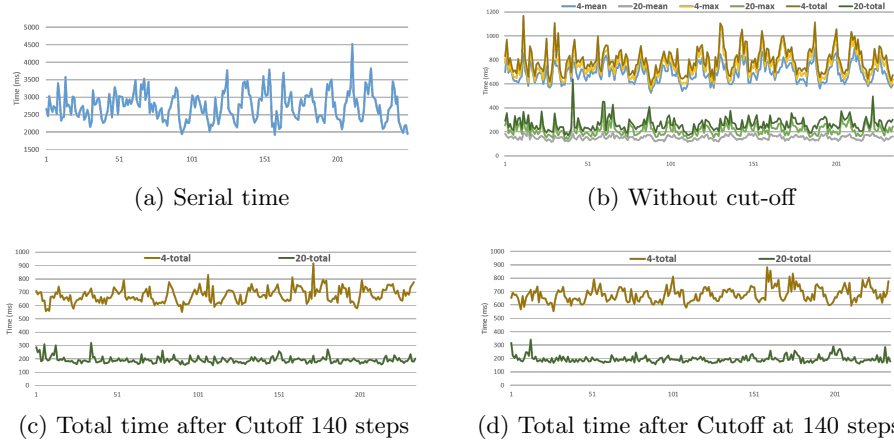 5000
4500
4000
3500
3000
2500
2000
1500
Time (ms)
1 51 101 151 201
(a) Serial time
4-mean 20-mean 4-max 20-max 4-total 20-total
1200
1000
800
600
400
200
0
Time (ms)
1 51 101 151 201
(b) Without cut-off
4-total 20-total
1000
900
800
700
600
500
400
300
200
100
0
Time (ms)
1 51 101 151 201
(c) Total time after Cutoff 140 steps
4-total 20-total
1000
900
800
700
600
500
400
300
200
100
0
Time (ms)
1 51 101 151 201
(d) Total time after Cutoff at 140 steps